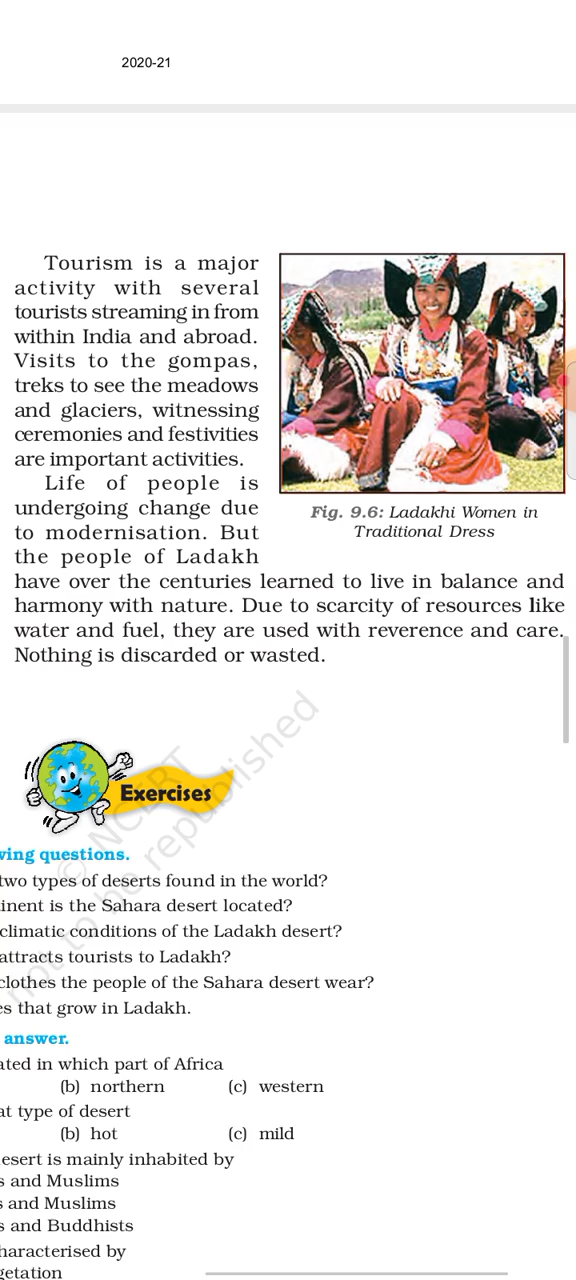 2020-21
Tourism is a major
activity with several
tourists streaming in from
within India and abroad.
Visits to the gompas,
treks to see the meadows
and glaciers, witnessing
ceremonies and festivities
are important activities.
Life of people is
undergoing change due
to modernisation. But
the people of Ladakh
have over the centuries learned to live in balance and
harmony with nature. Due to scarcity of resources like
water and fuel, they are used with reverence and care.
Nothing is discarded or wasted.
Fig. 9.6: Ladakhi Women in
Traditional Dress
© NCERT
not to be republished
Exercises
wing questions.
two types of deserts found in the world?
inent is the Sahara desert located?
climatic conditions of the Ladakh desert?
attracts tourists to Ladakh?
clothes the people of the Sahara desert wear?
es that grow in Ladakh.
answer.
ated in which part of Africa
(b) northern (c) western
at type of desert
(b) hot (c) mild
esert is mainly inhabited by
s and Muslims
s and Muslims
s and Buddhists
haracterised by
getation